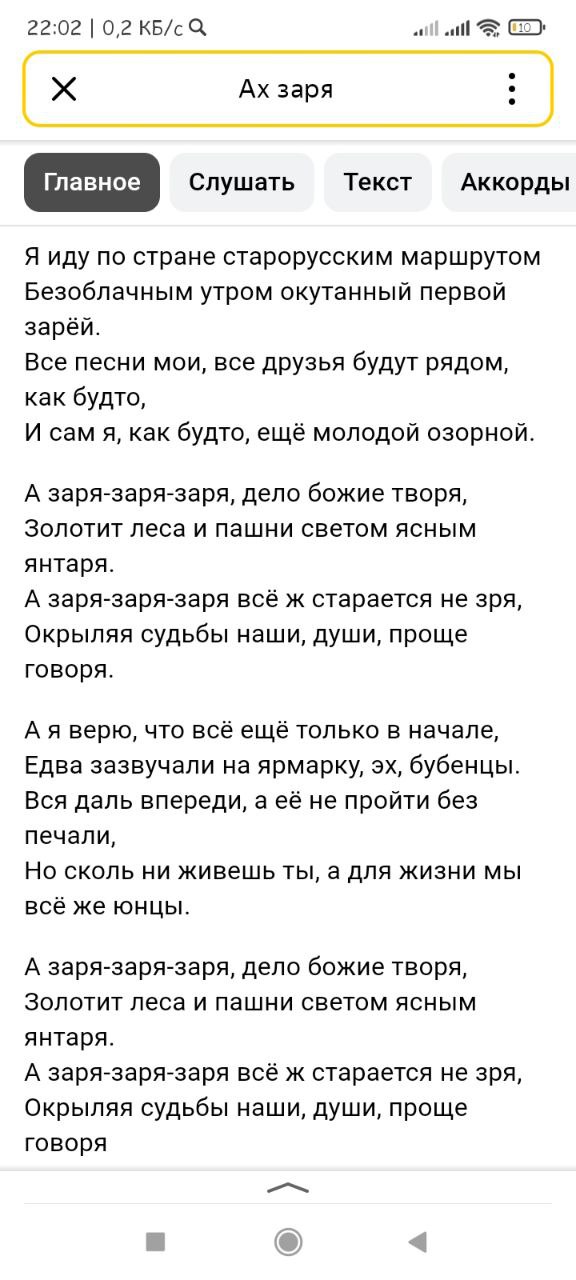 22:02 | 0,2 КБ/с
10
Ах заря
Главное
Слушать
Текст
Аккорды
Я иду по стране старорусским маршрутом
Безоблачным утром окутанный первой
зарёй.
Все песни мои, все друзья будут рядом,
как будто,
И сам я, как будто, ещё молодой озорной.
А заря-заря-заря, дело божие творя,
Золотит леса и пашни светом ясным
янтаря.
А заря-заря-заря всё ж старается не зря,
Окрыляя судьбы наши, души, проще
говоря.
А я верю, что всё ещё только в начале,
Едва зазвучали на ярмарку, эх, бубенцы.
Вся даль впереди, а её не пройти без
печали,
Но сколь ни живешь ты, а для жизни мы
всё же юнцы.
А заря-заря-заря, дело божие творя,
Золотит леса и пашни светом ясным
янтаря.
А заря-заря-заря всё ж старается не зря,
Окрыляя судьбы наши, души, проще
говоря